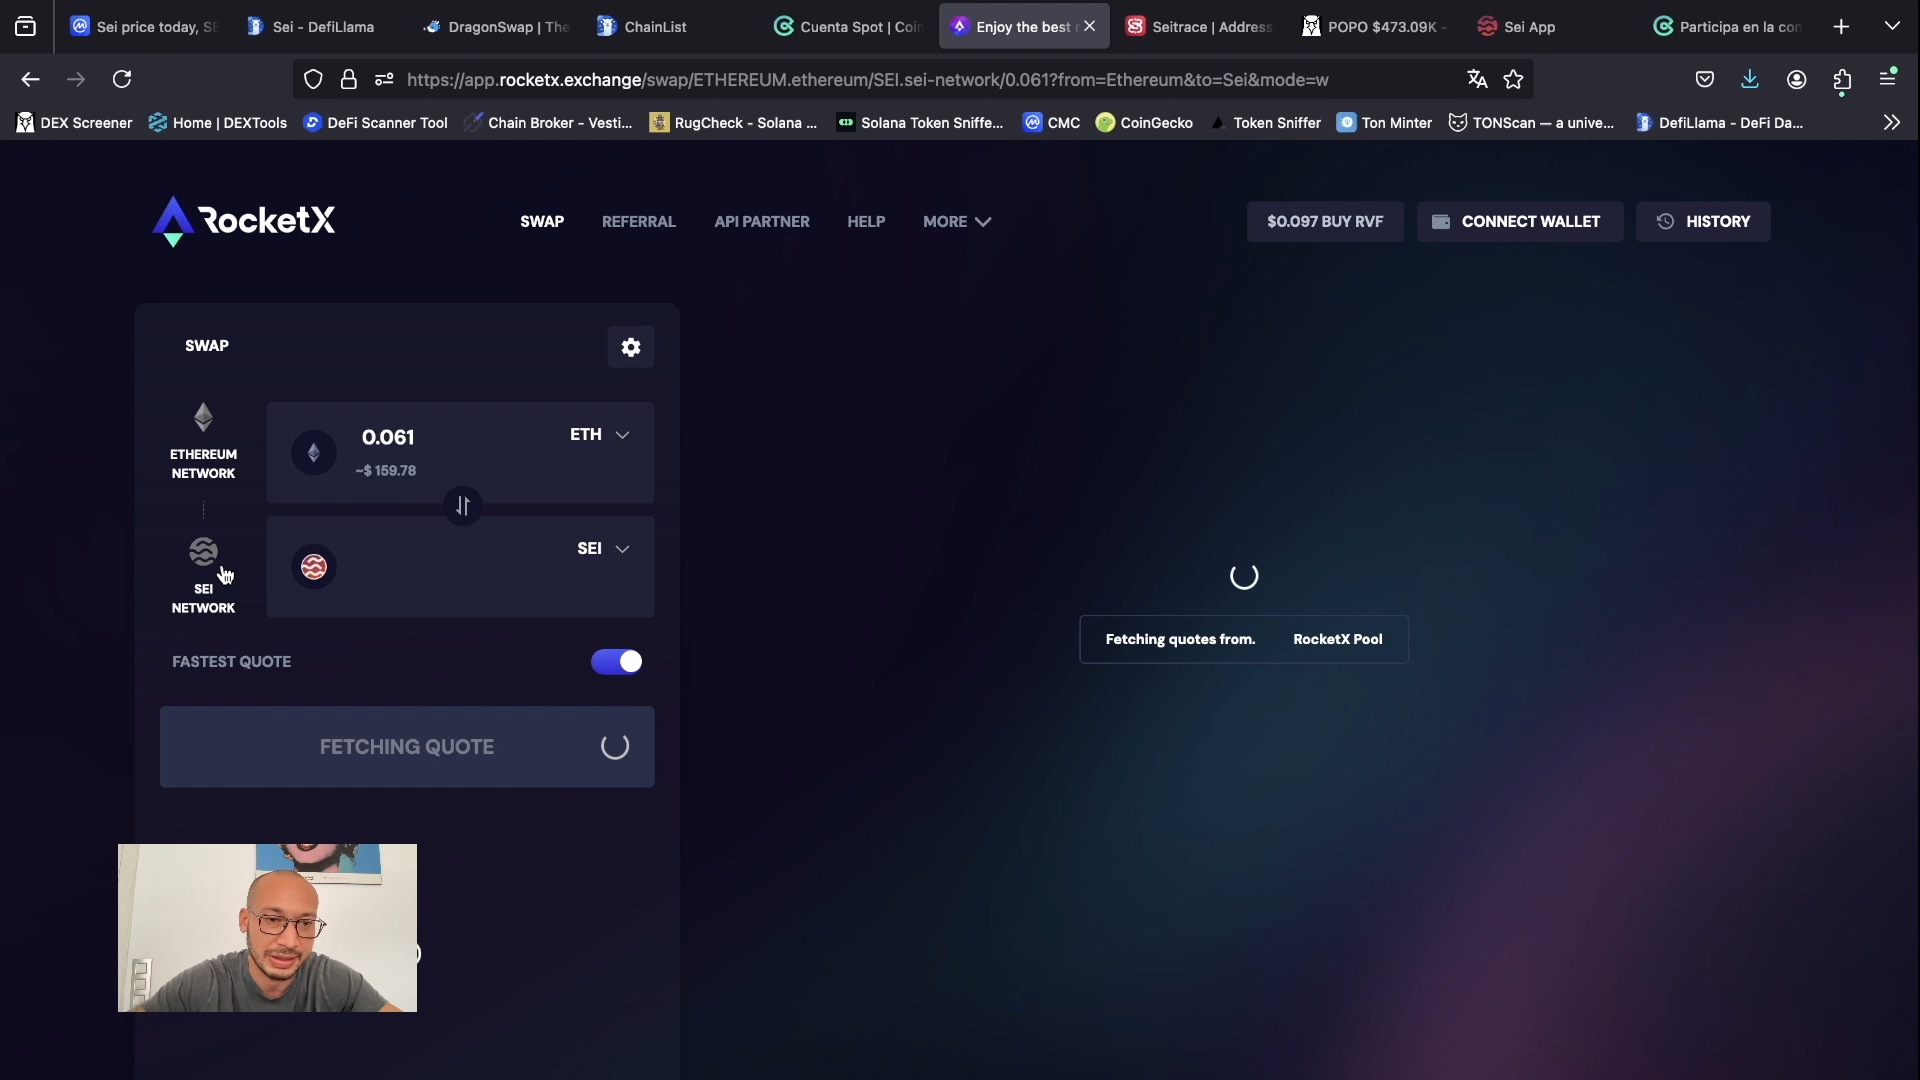 Sei price today, SE
Sei - DefiLlama
DragonSwap | The
ChainList
Cuenta Spot | Coin
Enjoy the best
Seitrace | Address
POPO $473.09K -
Sei App
Participa en la con
https://app.rocketx.exchange/swap/ETHEREUM.ethereum/SEI.sei-network/0.061?from=Ethereum&to=Sei&mode=w
DEX Screener
Home | DEXTools
DeFi Scanner Tool
Chain Broker - Vesti...
RugCheck - Solana ...
Solana Token Sniffe...
CMC
CoinGecko
Token Sniffer
Ton Minter
TONScan — a unive...
DefiLlama - DeFi Da...
RocketX
SWAP
REFERRAL
API PARTNER
HELP
MORE
$0.097 BUY RVF
CONNECT WALLET
HISTORY
SWAP
ETHEREUM
NETWORK
0.061
~$ 159.78
ETH
SEI
NETWORK
SEI
FASTEST QUOTE
FETCHING QUOTE
Fetching quotes from.
RocketX Pool